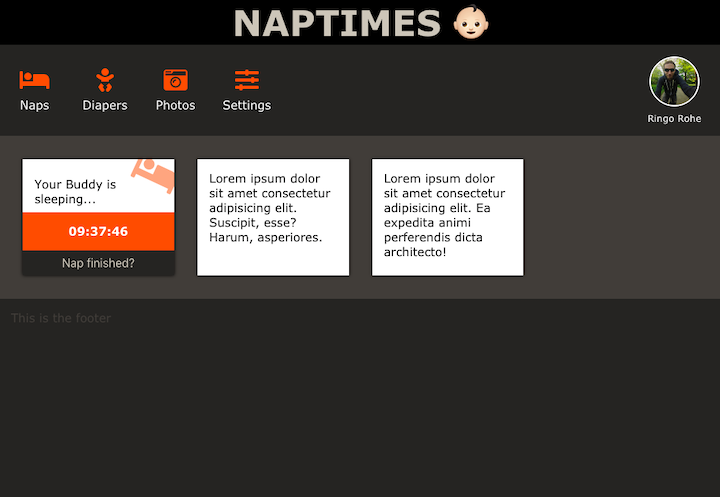 NAPTIMES
Naps
Diapers
Photos
Settings
Ringo Rohe
Your Buddy is
sleeping...
09:37:46
Nap finished?
Lorem ipsum dolor
sit amet consectetur
adipisicing elit.
Suscipit, esse?
Harum, asperiores.
Lorem ipsum dolor
sit amet consectetur
adipisicing elit. Ea
expedita animi
perferendis dicta
architecto!
This is the footer